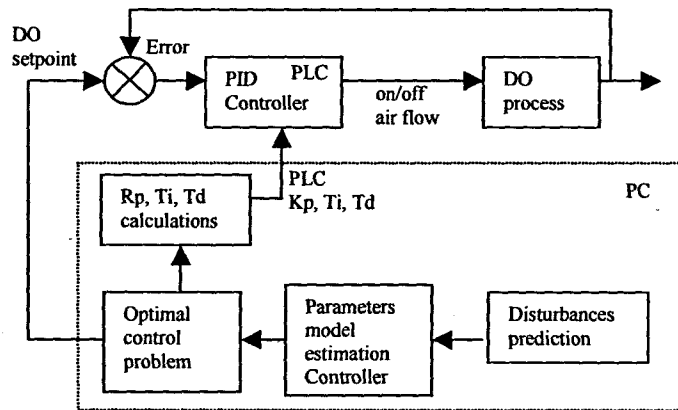 DO
setpoint
Error
PID PLC
Controller
on/off
air flow
DO
process
Rp, Ti, Td
calculations
PLC
Kp, Ti, Td
PC
Optimal
control
problem
Parameters
model
estimation
Controller
Disturbances
prediction